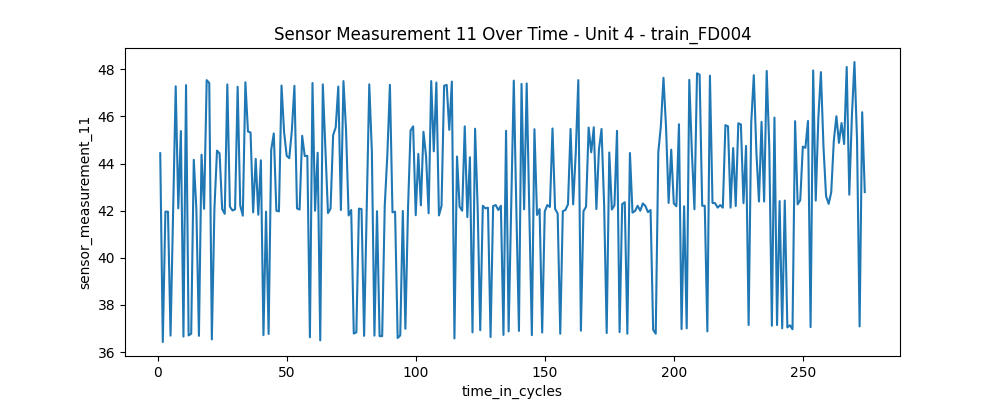 Sensor Measurement 11 Over Time - Unit 4 - train_FD004
48
46
44
42
40
38
36
sensor_measurement_11
0 50 100 150 200 250
time_in_cycles